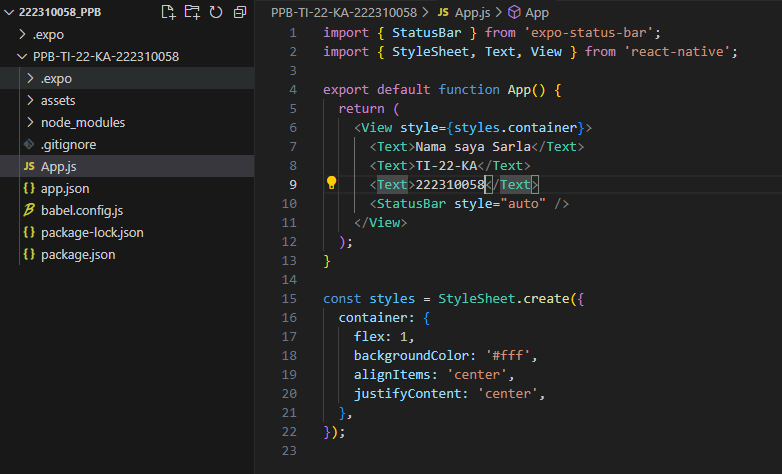 222310058_PPB
.expo
PPB-TI-22-KA-222310058
.expo
assets
node_modules
.gitignore
JS App.js
{} app.json
babel.config.js
{} package-lock.json
{} package.json
PPB-TI-22-KA-222310058 > JS App.js > App
1 import { StatusBar } from 'expo-status-bar';
2 import { StyleSheet, Text, View } from 'react-native';
3
4 export default function App() {
5   return (
6     <View style={styles.container}>
7       <Text>Nama saya Sarla</Text>
8       <Text>TI-22-KA</Text>
9       <Text>222310058</Text>
10       <StatusBar style="auto" />
11     </View>
12   );
13 }
14
15 const styles = StyleSheet.create({
16   container: {
17     flex: 1,
18     backgroundColor: '#fff',
19     alignItems: 'center',
20     justifyContent: 'center',
21   },
22 });
23